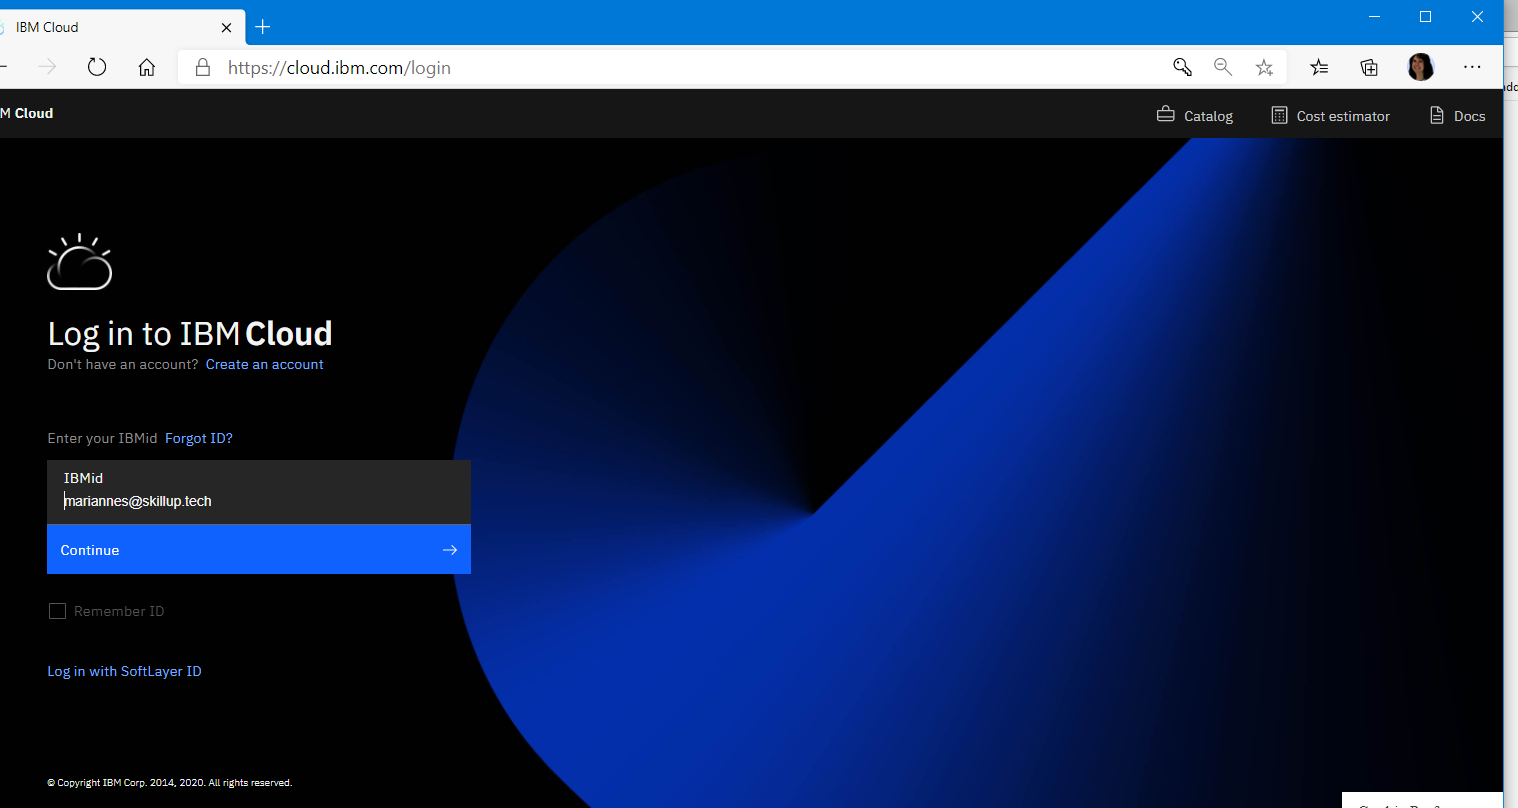 IBM Cloud
https://cloud.ibm.com/login
M Cloud
Catalog
Cost estimator
Docs
Log in to IBM Cloud
Don't have an account? Create an account
Enter your IBMid Forgot ID?
IBMid
mariannes@skillup.tech
Continue
Remember ID
Log in with SoftLayer ID
© Copyright IBM Corp. 2014, 2020. All rights reserved.